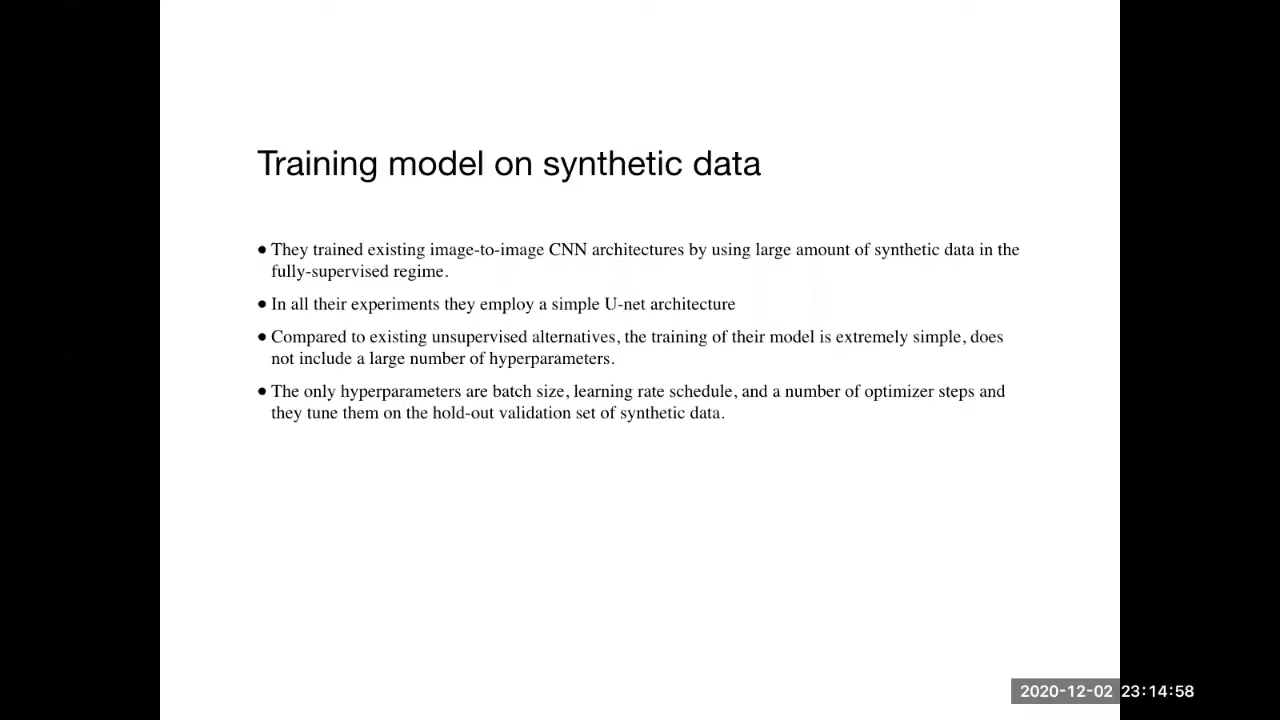 Training model on synthetic data
● They trained existing image-to-image CNN architectures by using large amount of synthetic data in the
fully-supervised regime.
● In all their experiments they employ a simple U-net architecture
● Compared to existing unsupervised alternatives, the training of their model is extremely simple, does
not include a large number of hyperparameters.
● The only hyperparameters are batch size, learning rate schedule, and a number of optimizer steps and
they tune them on the hold-out validation set of synthetic data.
2020-12-02 23:14:58